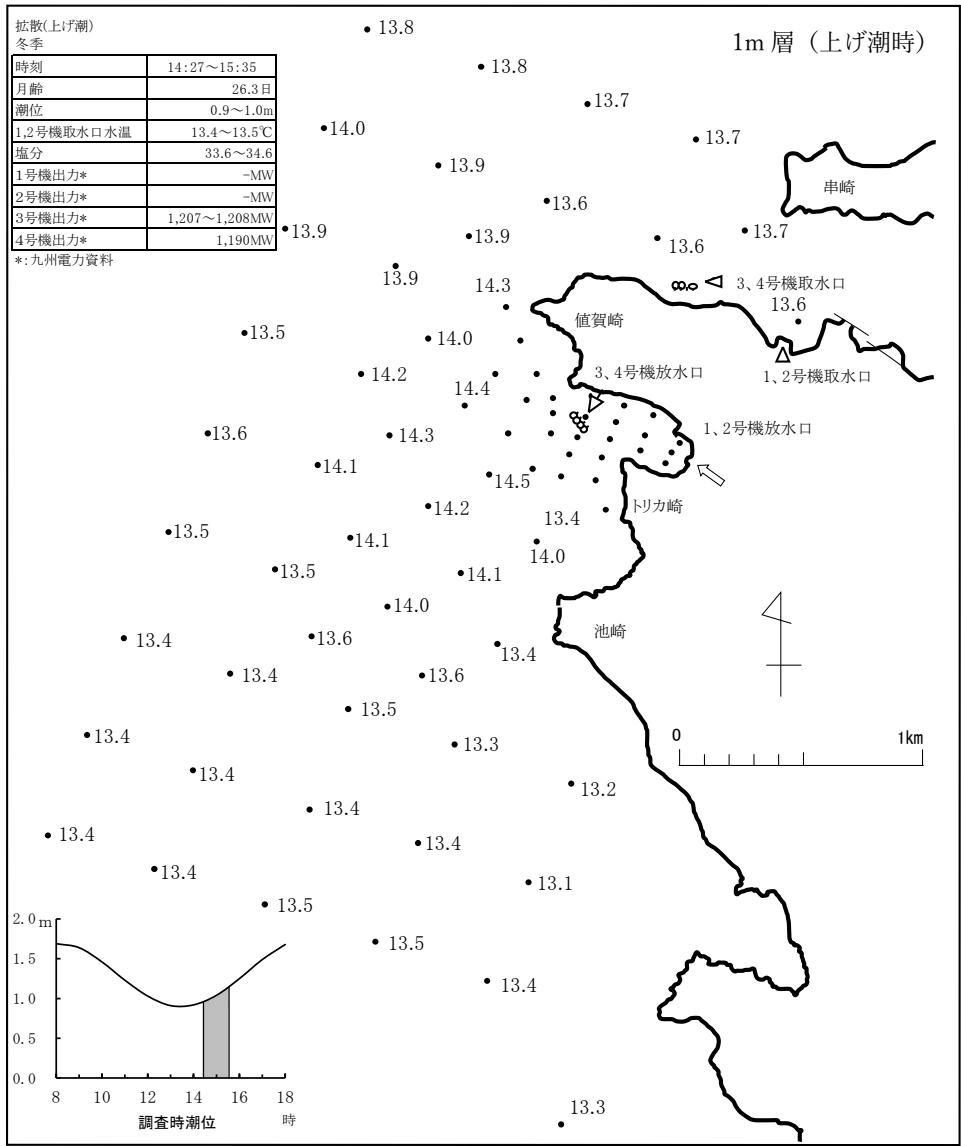 拡散(上げ潮)
冬季
1m 層（上げ潮時）
時刻 14:27～15:35
月齢 26.3日
潮位 0.9～1.0m
1,2号機取水口水温 13.4～13.5℃
塩分 33.6～34.6
1号機出力* -MW
2号機出力* -MW
3号機出力* 1,207～1,208MW
4号機出力* 1,190MW
*:九州電力資料
13.8
13.8
13.7
14.0
13.7
13.9
串崎
13.6
13.9
13.9
13.6
13.7
13.9
14.3
3、4号機取水口
13.6
値賀崎
13.5
14.0
14.2
14.4
3、4号機放水口
1、2号機取水口
13.6
14.3
1、2号機放水口
14.1
14.5
14.2
13.4
トリカ崎
13.5
14.1
14.0
13.5
14.1
14.0
13.4
13.6
13.4
池崎
13.4
13.6
13.5
0 1km
13.4
13.3
13.4
13.2
13.4
13.4
13.4
13.4
13.1
13.5
13.5
13.4
13.3
2.0 m
1.5
1.0
0.5
0.0
8 10 12 14 16 18
調査時潮位 時